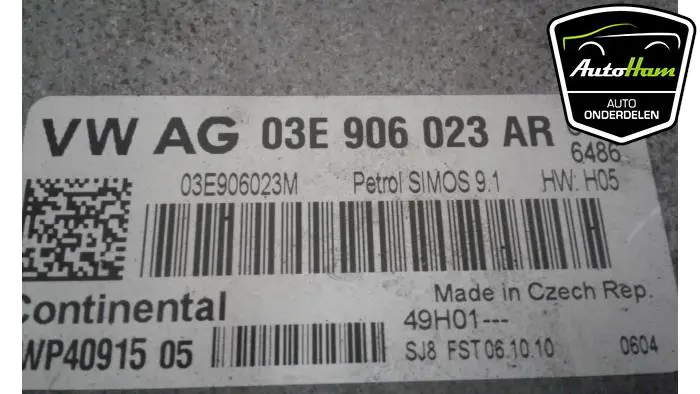 AutoHam
AUTO
ONDERDELEN
VW AG 03E 906 023 AR
6486
03E906023M Petrol SIMOS 9.1 HW: H05
Continental Made in Czech Rep.
49H01---
WP40915 05 SJ8 FST 06.10.10 0604